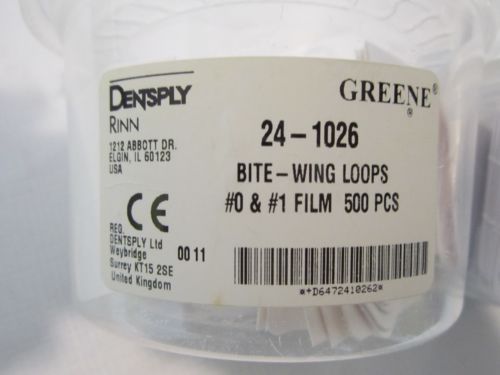 DENTSPLY
RINN
1212 ABBOTT DR.
ELGIN, IL 60123
USA
CE
REG.
DENTSPLY Ltd
Weybridge
Surrey KT15 2SE
United Kingdom
00 11
GREENE®
®
24-1026
BITE-WING LOOPS
#0 & #1 FILM 500 PCS
*+D6472410262*